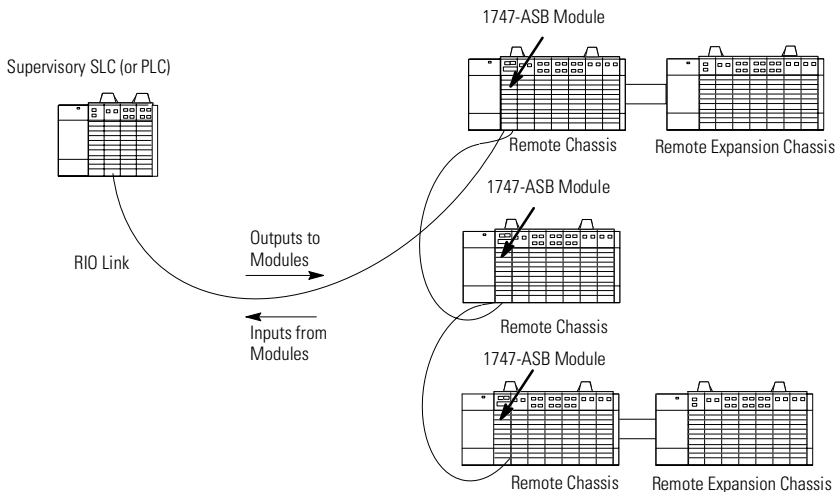 1747-ASB Module
Supervisory SLC (or PLC)
Remote Chassis
Remote Expansion Chassis
1747-ASB Module
Outputs to
Modules
RIO Link
Inputs from
Modules
Remote Chassis
1747-ASB Module
Remote Chassis
Remote Expansion Chassis